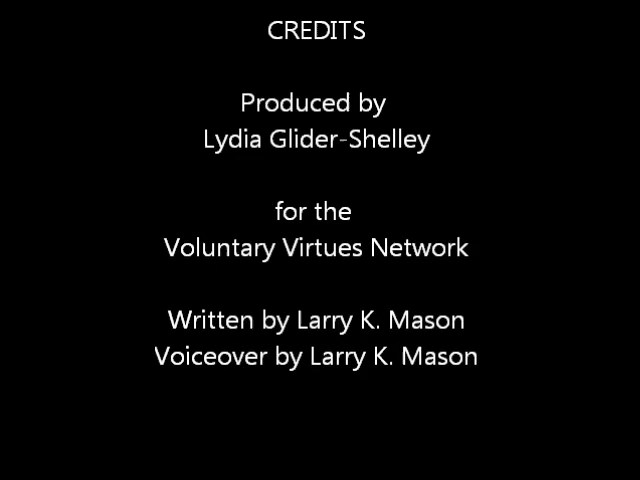 CREDITS
Produced by
Lydia Glider-Shelley
for the
Voluntary Virtues Network
Written by Larry K. Mason
Voiceover by Larry K. Mason